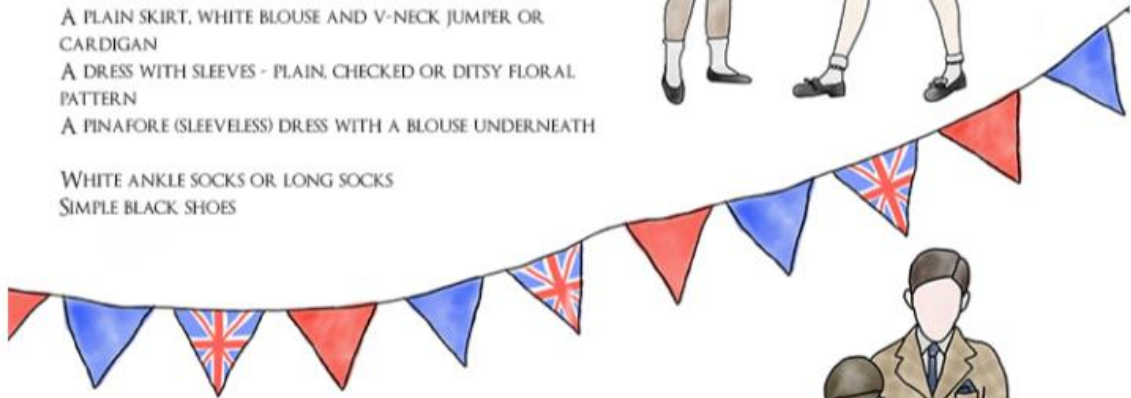 A PLAIN SKIRT, WHITE BLOUSE AND V-NECK JUMPER OR
CARDIGAN
A DRESS WITH SLEEVES - PLAIN, CHECKED OR DITSY FLORAL
PATTERN
A PINAFORE (SLEEVELESS) DRESS WITH A BLOUSE UNDERNEATH
WHITE ANKLE SOCKS OR LONG SOCKS
SIMPLE BLACK SHOES